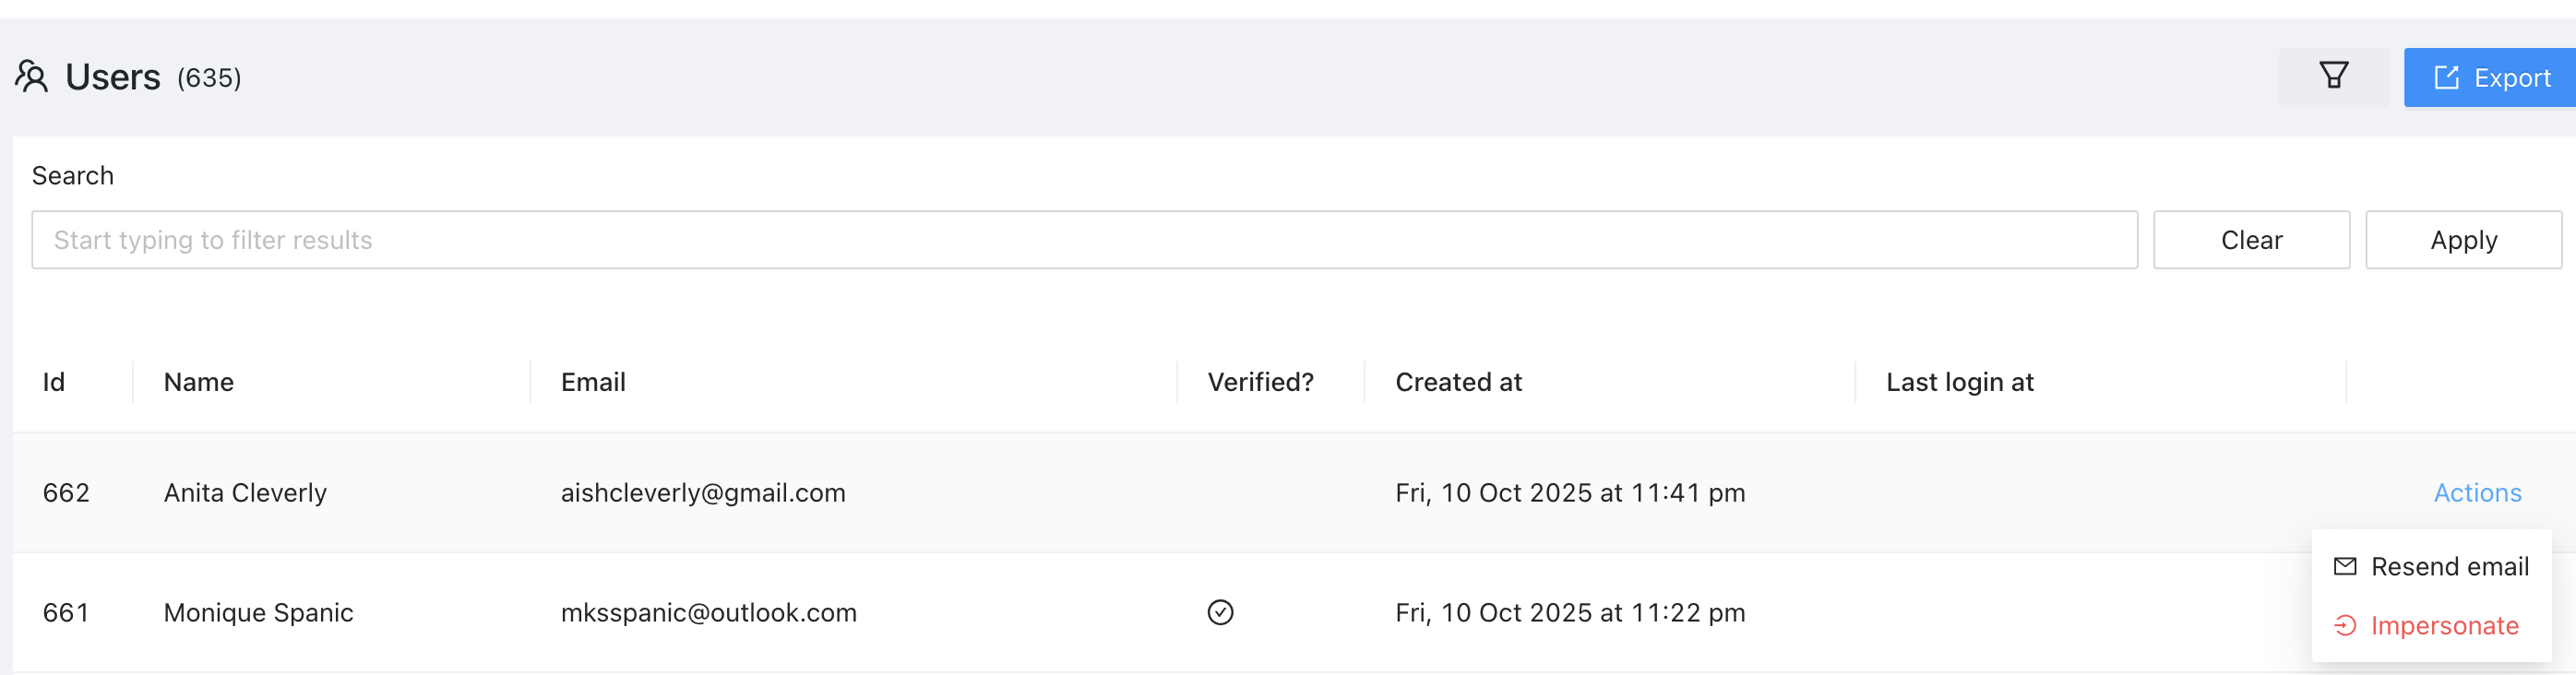 Users (635)
Export
Search
Start typing to filter results
Clear
Apply
Id Name Email Verified? Created at Last login at
662 Anita Cleverly aishcleverly@gmail.com Fri, 10 Oct 2025 at 11:41 pm Actions
Resend email
661 Monique Spanic mksspanic@outlook.com Fri, 10 Oct 2025 at 11:22 pm
Impersonate